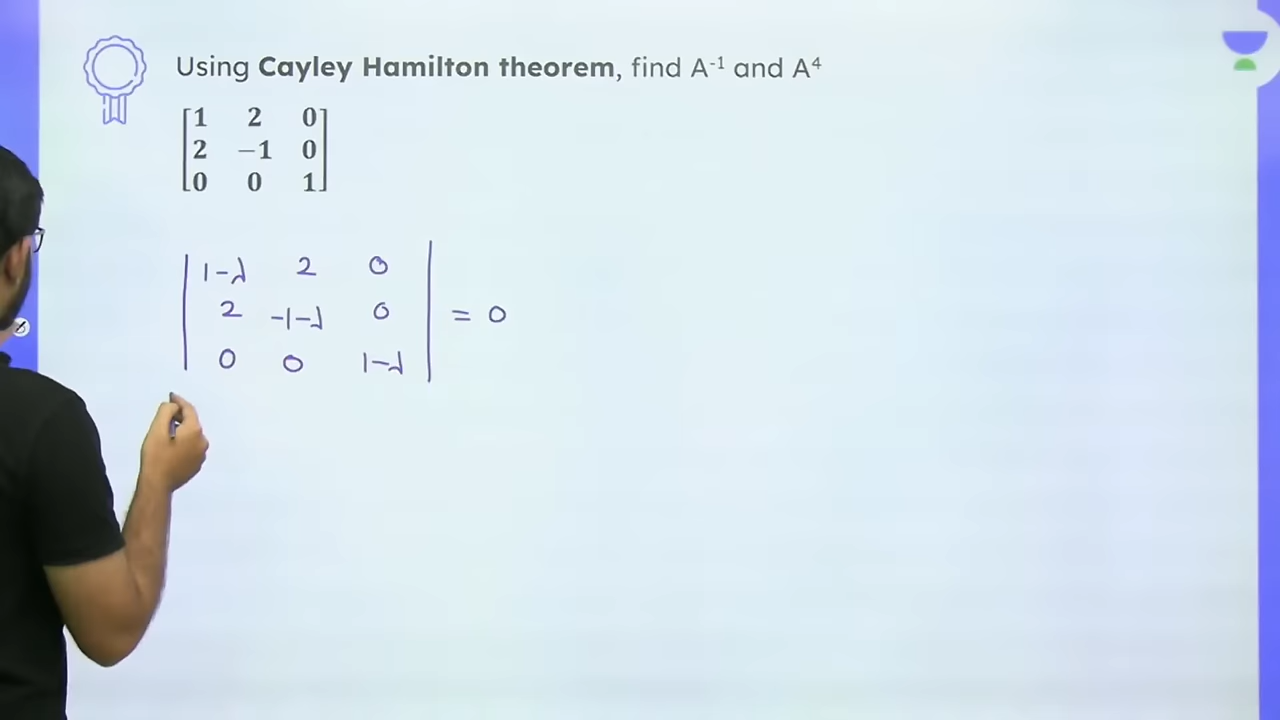 Using Cayley Hamilton theorem, find A⁻¹ and A⁴
1 2 0
2 −1 0
0 0 1
1-λ 2 0
2 -1-λ 0 = 0
0 0 1-λ